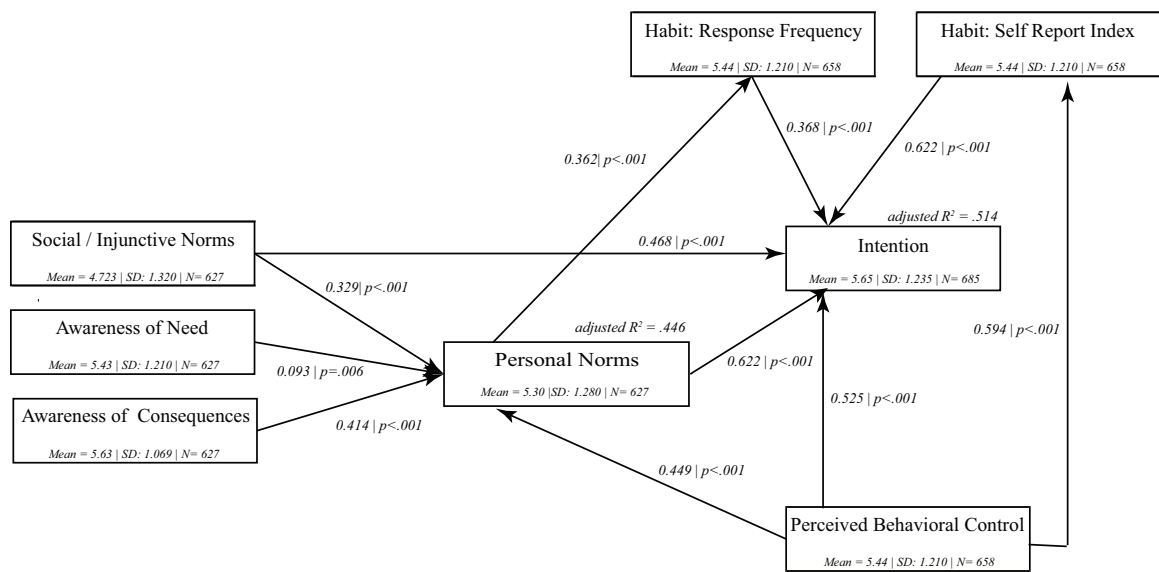 Habit: Response Frequency
Mean = 5.44 | SD: 1.210 | N= 658
Habit: Self Report Index
Mean = 5.44 | SD: 1.210 | N= 658
0.368 | p<.001
0.362| p<.001
0.622 | p<.001
adjusted R² = .514
Social / Injunctive Norms
Mean = 4.723 | SD: 1.320 | N= 627
0.468 | p<.001
Intention
Mean = 5.65 | SD: 1.235 | N= 685
0.329| p<.001
Awareness of Need
Mean = 5.43 | SD: 1.210 | N= 627
adjusted R² = .446
0.594 | p<.001
Personal Norms
Mean = 5.30 |SD: 1.280 | N= 627
0.093 | p=.006
0.622 | p<.001
Awareness of Consequences
Mean = 5.63 | SD: 1.069 | N= 627
0.414 | p<.001
0.525 | p<.001
0.449 | p<.001
Perceived Behavioral Control
Mean = 5.44 | SD: 1.210 | N= 658